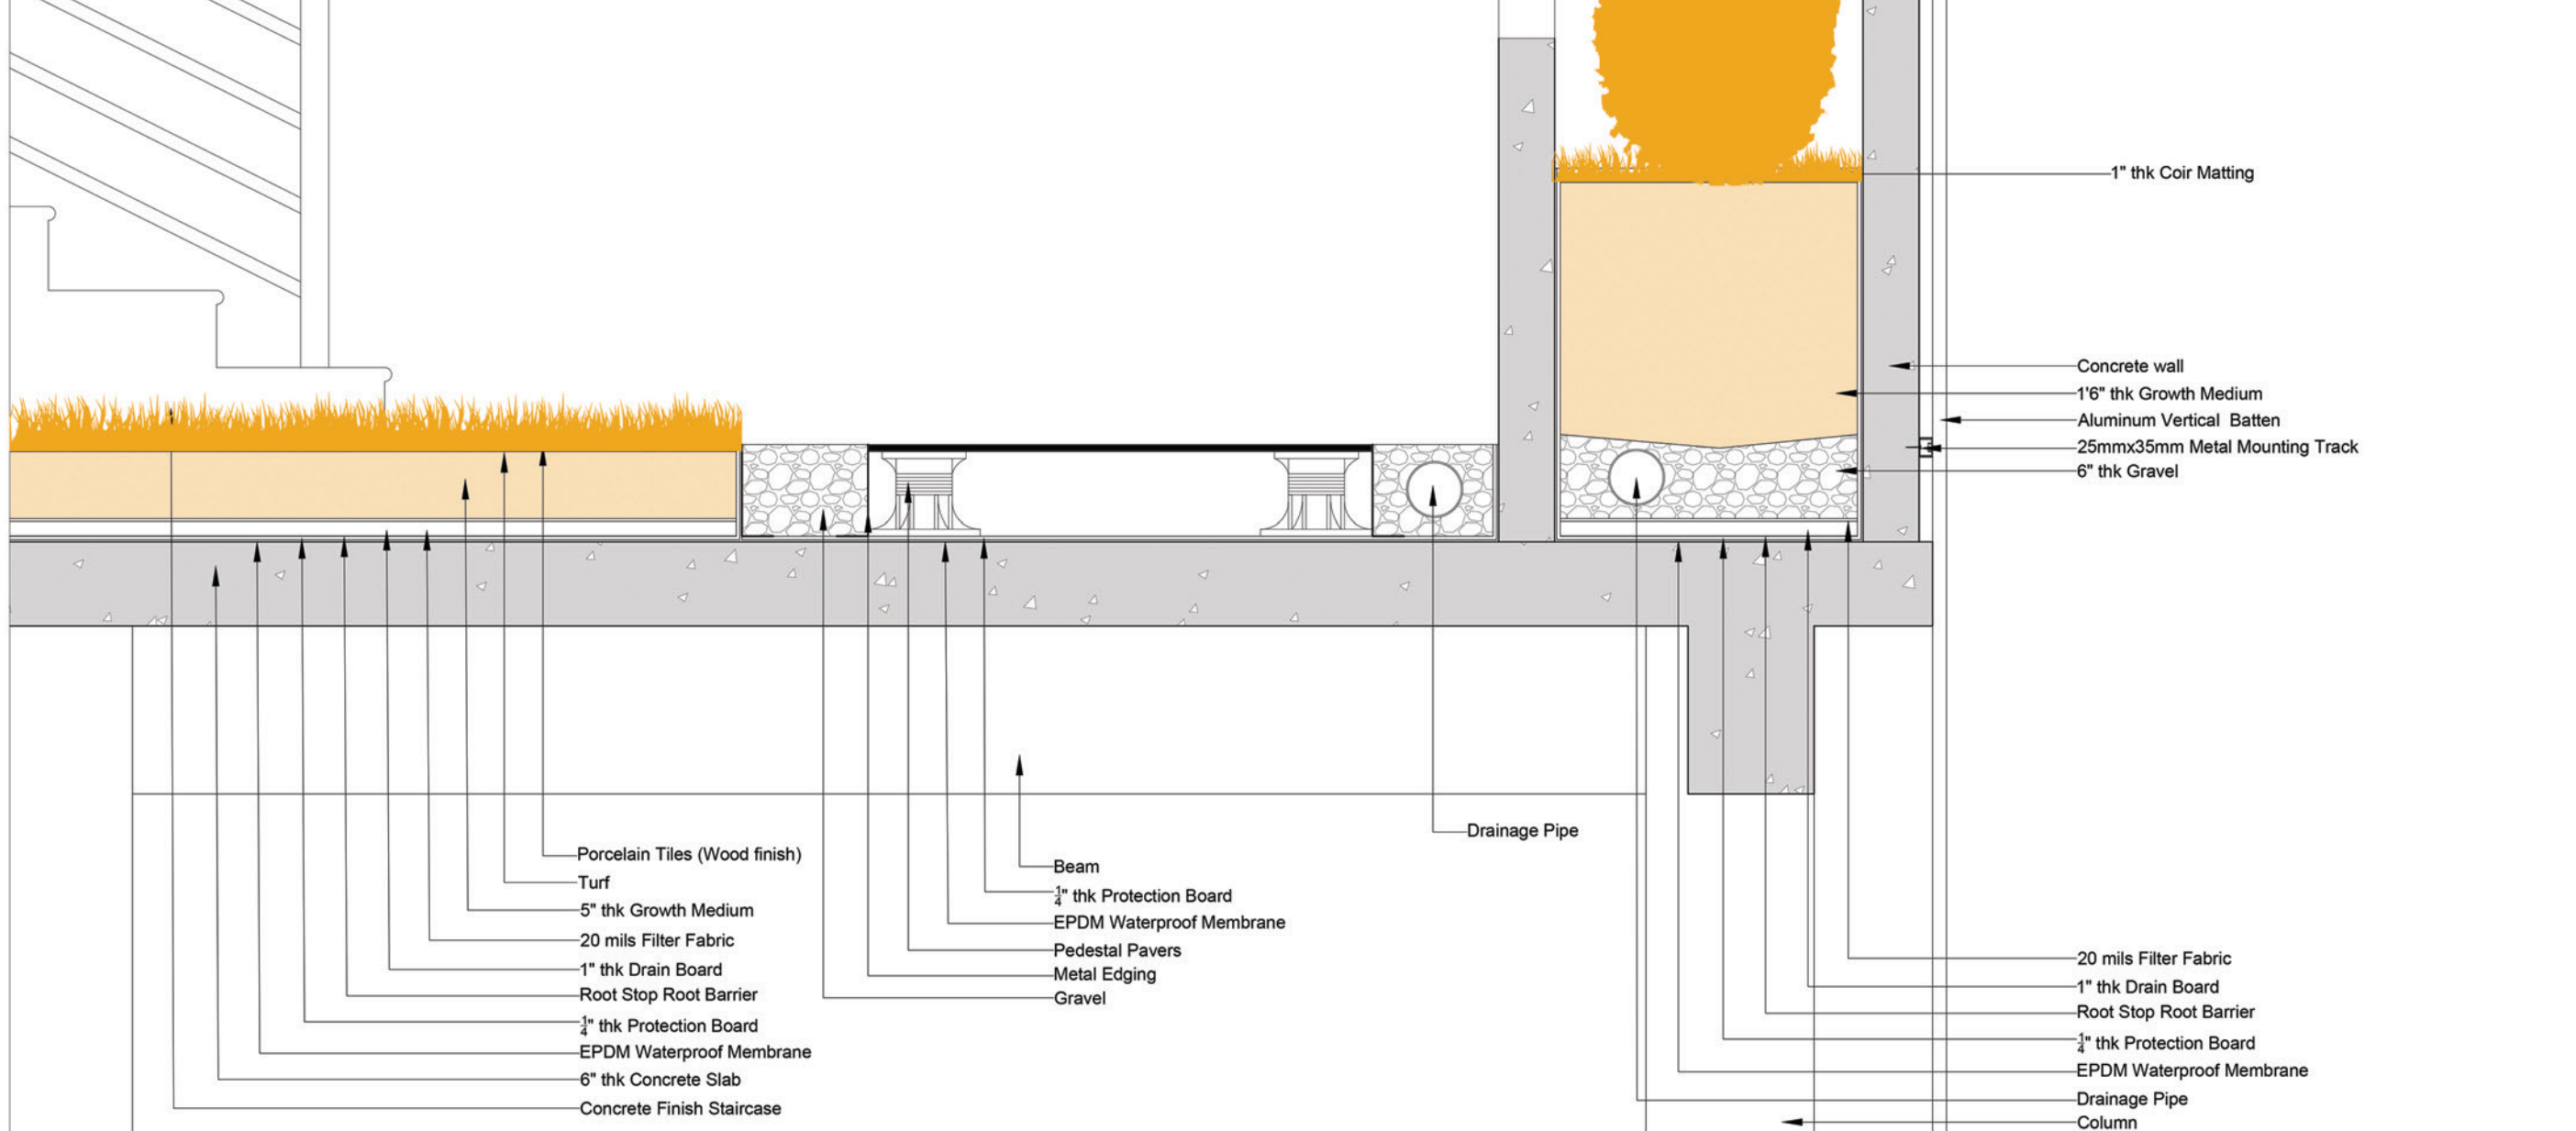 1" thk Coir Matting
Concrete wall
1'6" thk Growth Medium
Aluminum Vertical Batten
25mmx35mm Metal Mounting Track
6" thk Gravel
Porcelain Tiles (Wood finish)
Turf
5" thk Growth Medium
20 mils Filter Fabric
1" thk Drain Board
Root Stop Root Barrier
1/4" thk Protection Board
EPDM Waterproof Membrane
6" thk Concrete Slab
Concrete Finish Staircase
Beam
1/4" thk Protection Board
EPDM Waterproof Membrane
Pedestal Pavers
Metal Edging
Gravel
Drainage Pipe
20 mils Filter Fabric
1" thk Drain Board
Root Stop Root Barrier
1/4" thk Protection Board
EPDM Waterproof Membrane
Drainage Pipe
Column